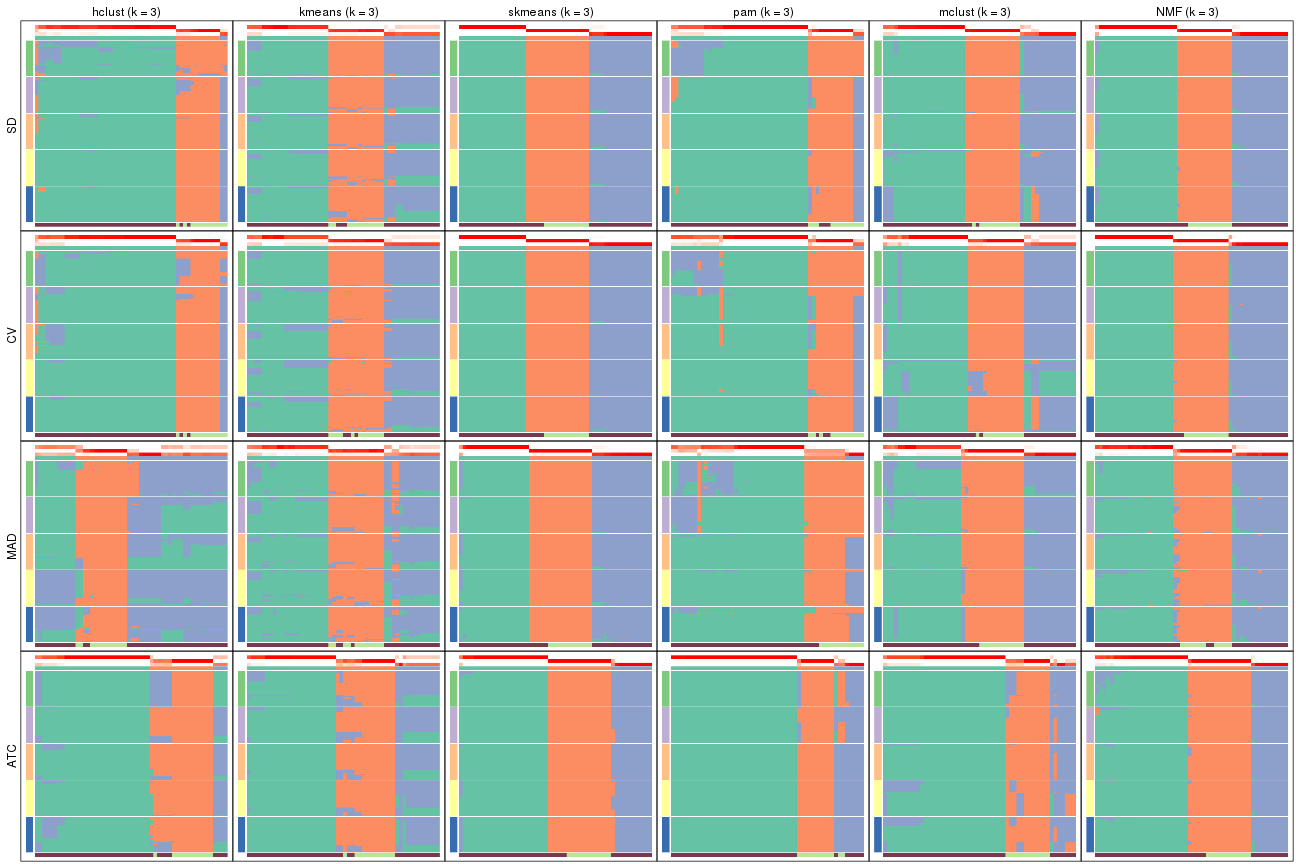 hclust (k = 3) kmeans (k = 3) skmeans (k = 3) pam (k = 3) mclust (k = 3) NMF (k = 3)
SD
CV
MAD
ATC